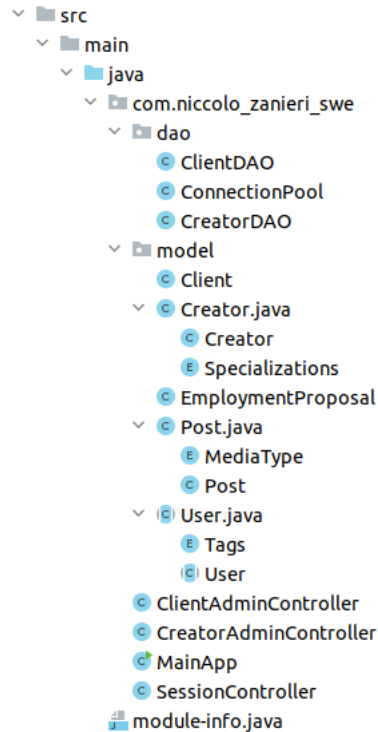 src
main
java
com.niccolo_zanieri_swe
dao
ClientDAO
ConnectionPool
CreatorDAO
model
Client
Creator.java
Creator
Specializations
EmploymentProposal
Post.java
MediaType
Post
User.java
Tags
User
ClientAdminController
CreatorAdminController
MainApp
SessionController
module-info.java